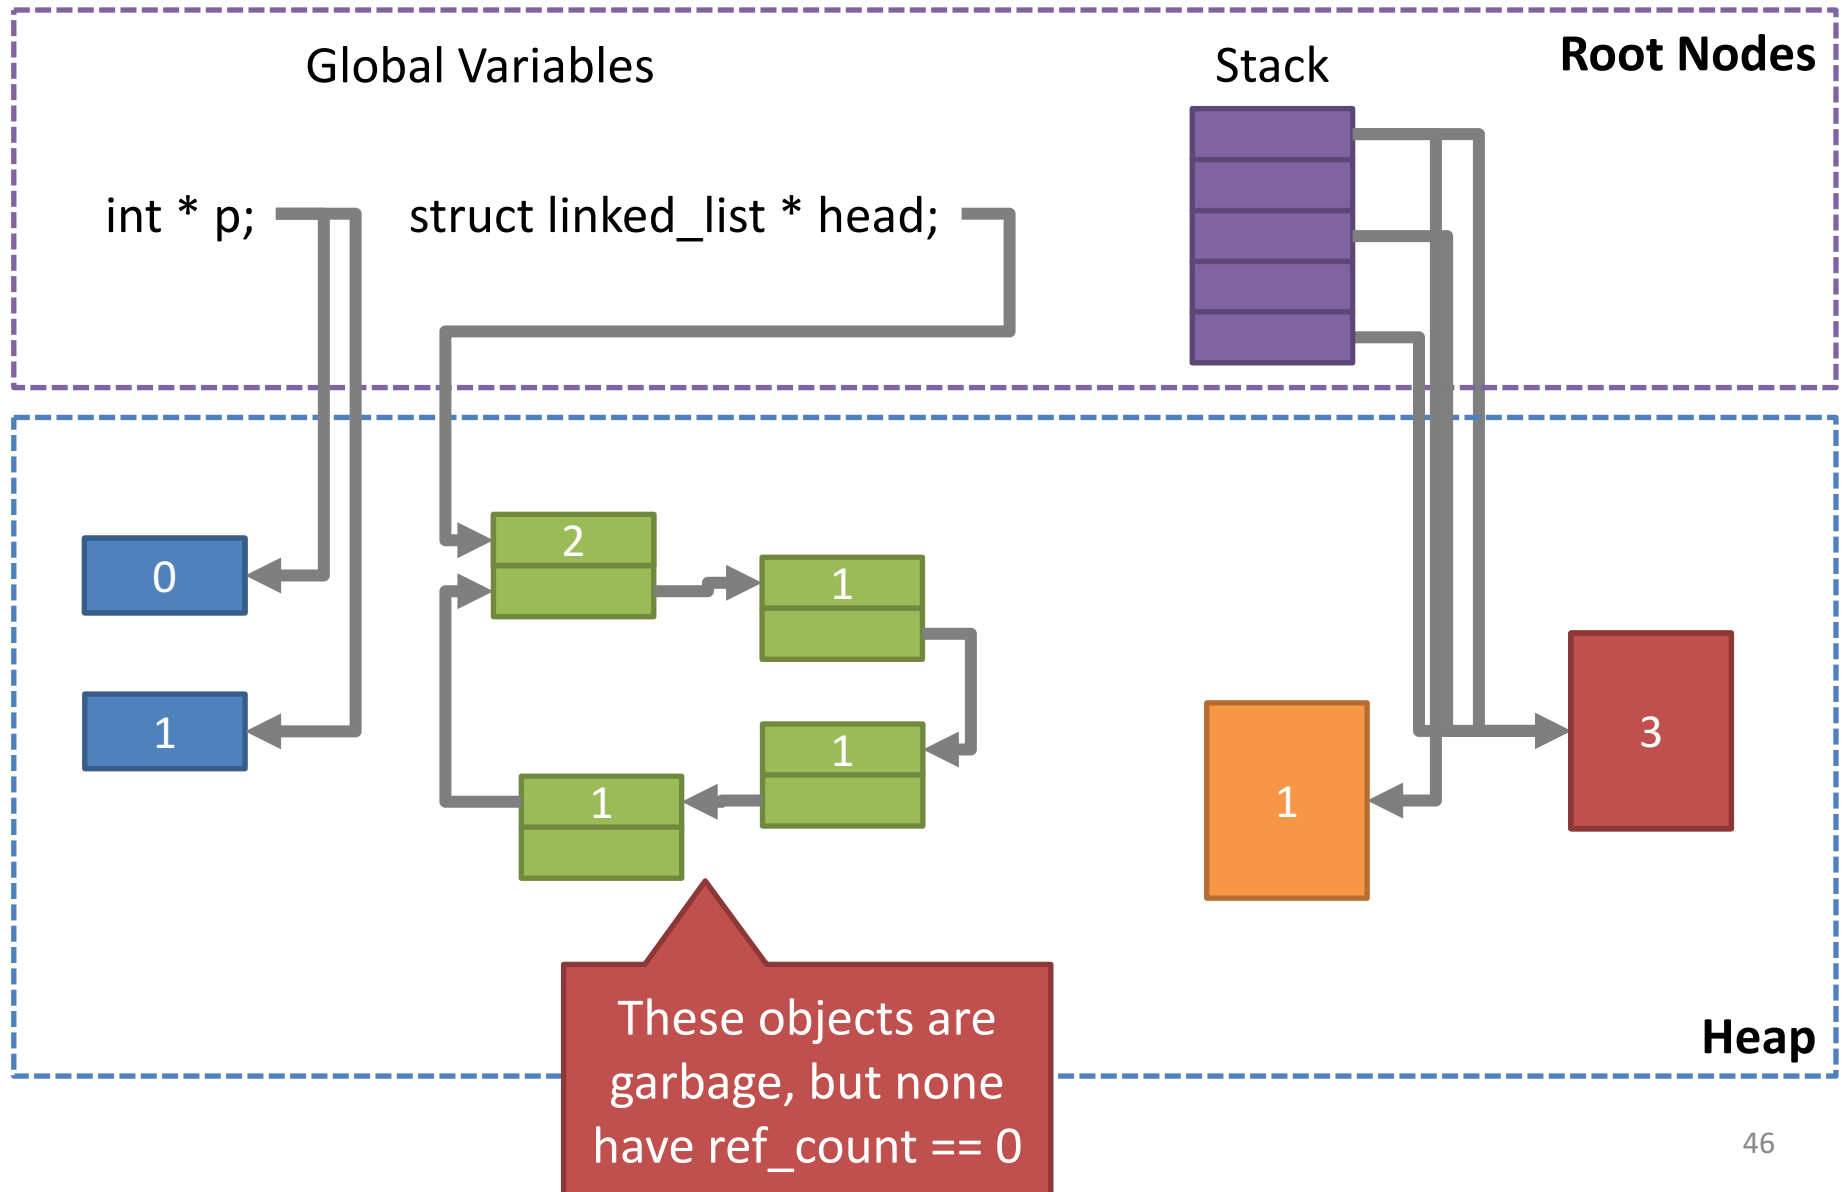 Root Nodes
Global Variables
Stack
int * p;
struct linked_list * head;
2
0
1
1
1
3
1
1
These objects are
garbage, but none
have ref_count == 0
Heap
46